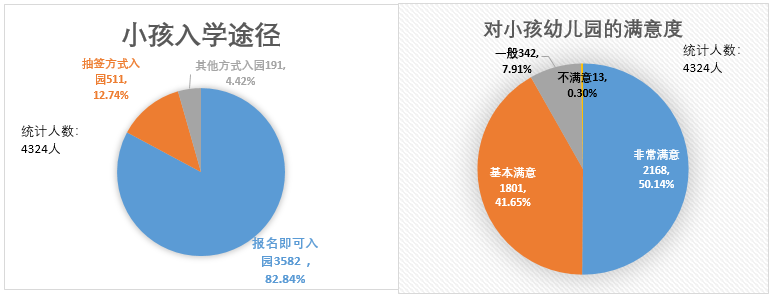 小孩入学途径
抽签方式入
园511,
12.74%
其他方式入园191,
4.42%
统计人数:
4324人
报名即可入
园3582 ,
82.84%
对小孩幼儿园的满意度
统计人数:
4324人
一般342,
7.91%
不满意13,
0.30%
非常满意
2168,
50.14%
基本满意
1801,
41.65%